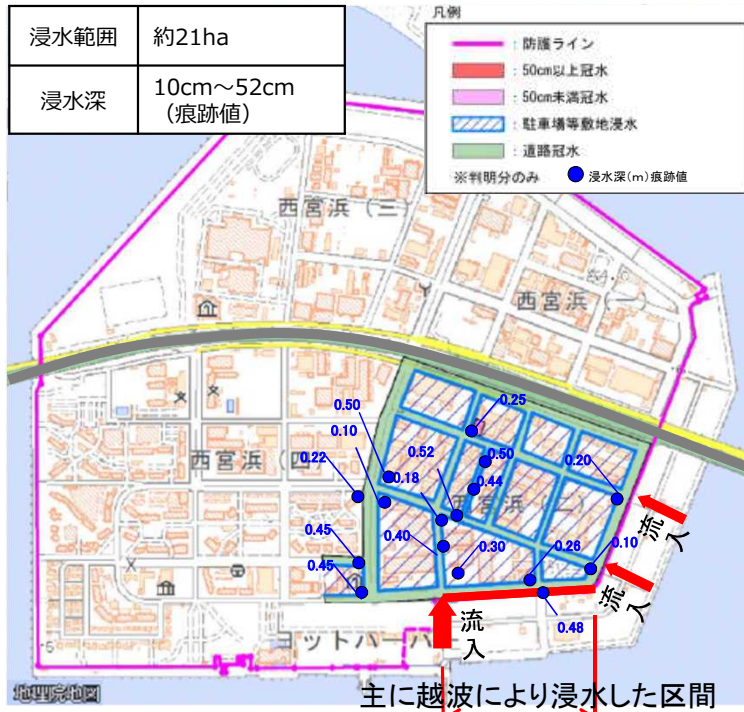 浸水範囲 約21ha
浸水深 10cm～52cm
（痕跡値）
凡例
：防護ライン
：50cm以上冠水
：50cm未満冠水
：駐車場等敷地浸水
：道路冠水
※判明分のみ 浸水深(m)痕跡値
西宮浜（三）
西宮浜（一）
西宮浜（四）
西宮浜（二）
0.25
0.50
0.10
0.52
0.50
0.22
0.18
0.44
0.20
0.45
0.40
0.45
0.30
0.26
0.10
0.48
流入
流入
流入
ヨットハーバー
地理院地図
主に越波により浸水した区間